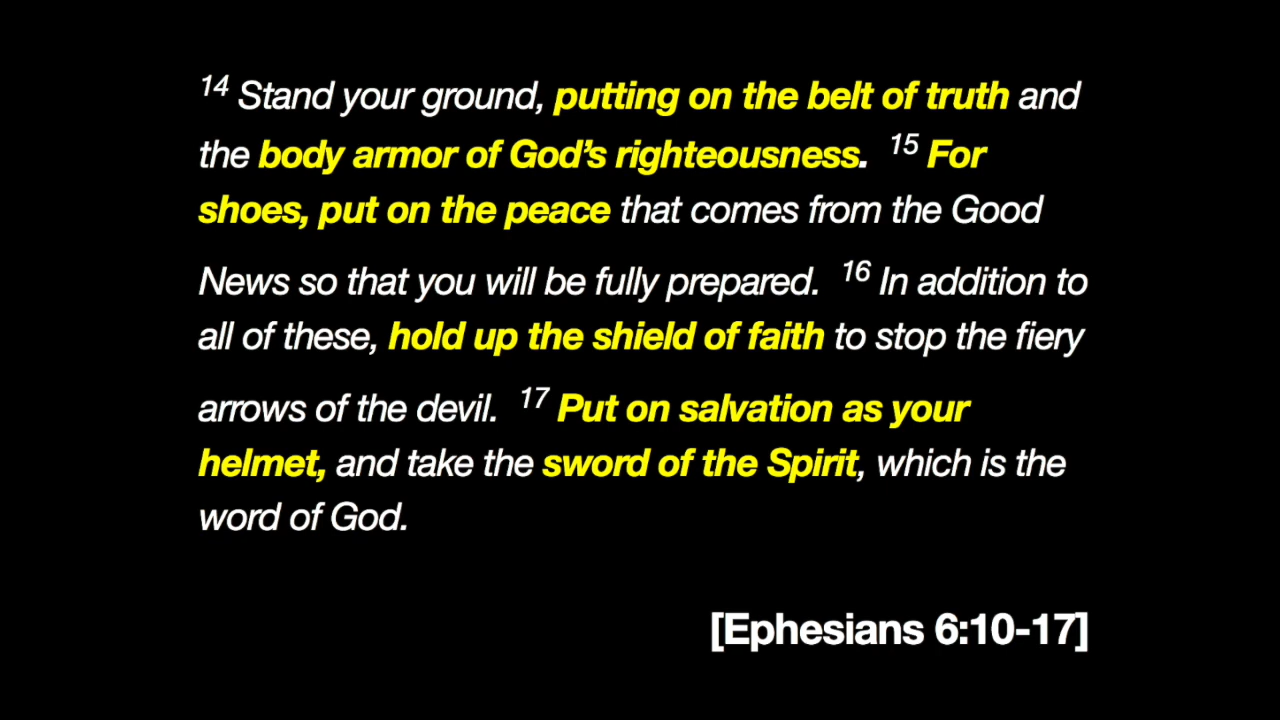 14 Stand your ground, putting on the belt of truth and
the body armor of God’s righteousness. 15 For
shoes, put on the peace that comes from the Good
News so that you will be fully prepared. 16 In addition to
all of these, hold up the shield of faith to stop the fiery
arrows of the devil. 17 Put on salvation as your
helmet, and take the sword of the Spirit, which is the
word of God.
[Ephesians 6:10-17]